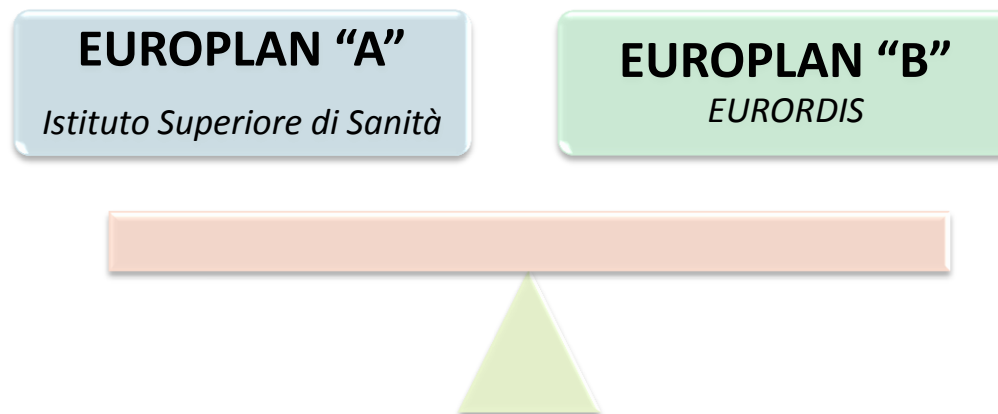 EUROPLAN “A”
Istituto Superiore di Sanità
EUROPLAN “B”
EURORDIS